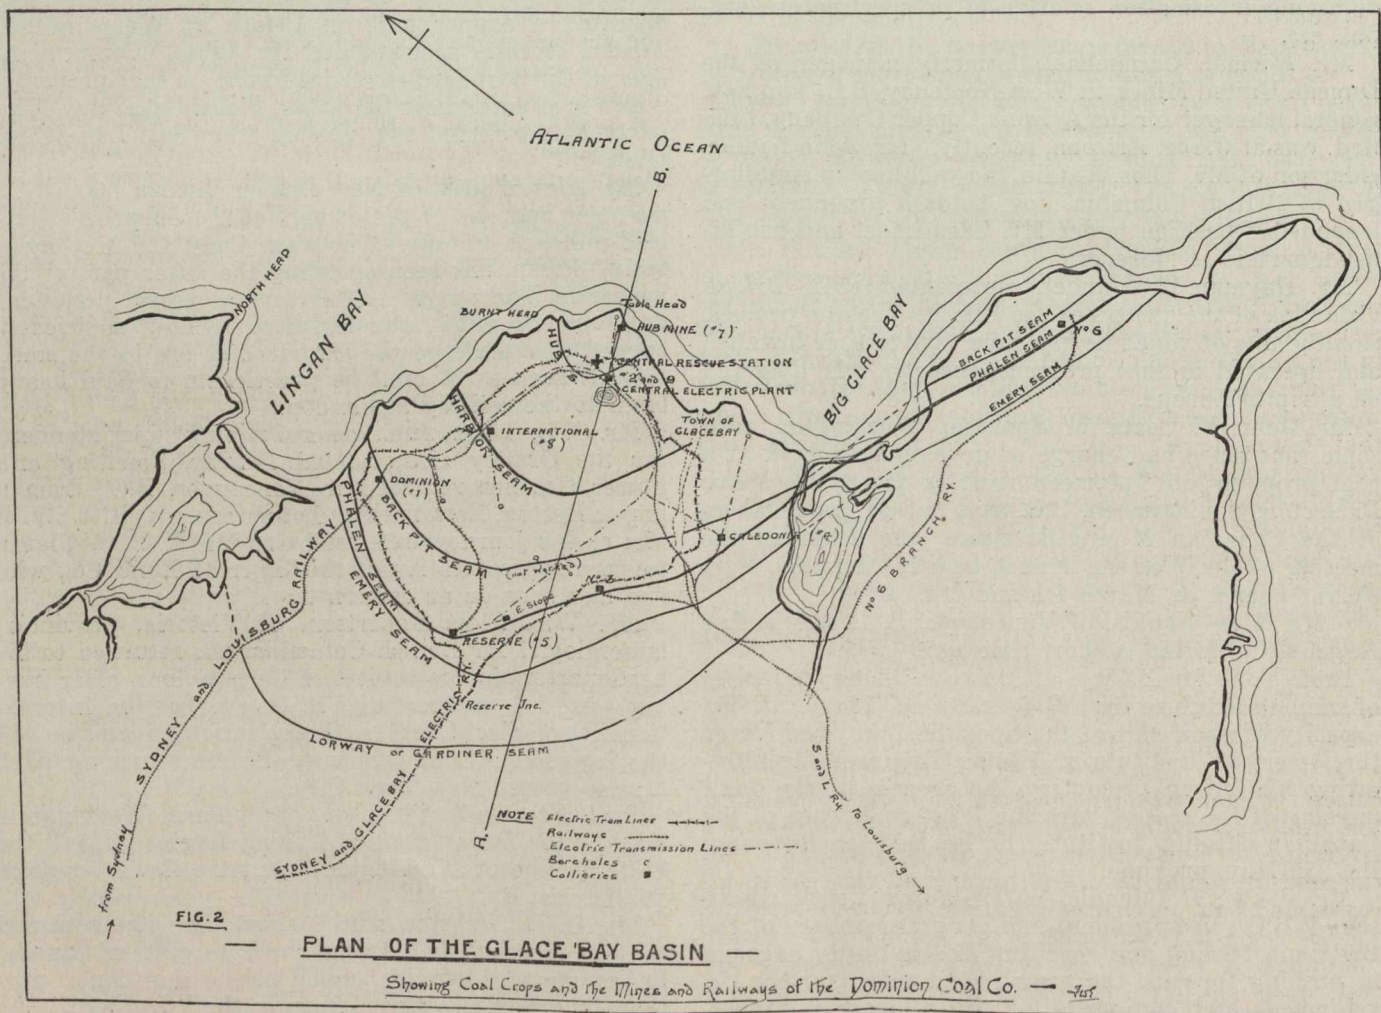 ATLANTIC OCEAN
B.
NORTH HEAD
LINGAN BAY
BURNT HEAD
Table Head
HUB MINE (#7)
HUB S.
CENTRAL RESCUE STATION
#2 and 9
CENTRAL ELECTRIC PLANT
BIG GLACE BAY
BACK PIT SEAM
PHALEN SEAM
No 6
EMERY SEAM
HARBOR SEAM
INTERNATIONAL
(#8)
TOWN OF
GLACE BAY
DOMINION
(#1)
PHALEN SEAM
BACK PIT SEAM
EMERY SEAM
CALEDONIA #4
(not worked)
No 3
E. Slope
RESERVE (#5)
No 6 BRANCH RY.
SYDNEY and LOUISBURG RAILWAY
Reserve Jnc.
LORWAY or GARDINER SEAM
SYDNEY and GLACE BAY ELECTRIC RY.
A.
S and L Ry to Louisburg
from Sydney
NOTE Electric Tram Lines
Railways
Electric Transmission Lines
Boreholes
Collieries
FIG. 2
— PLAN OF THE GLACE BAY BASIN —
Showing Coal Crops and the Mines and Railways of the Dominion Coal Co. —